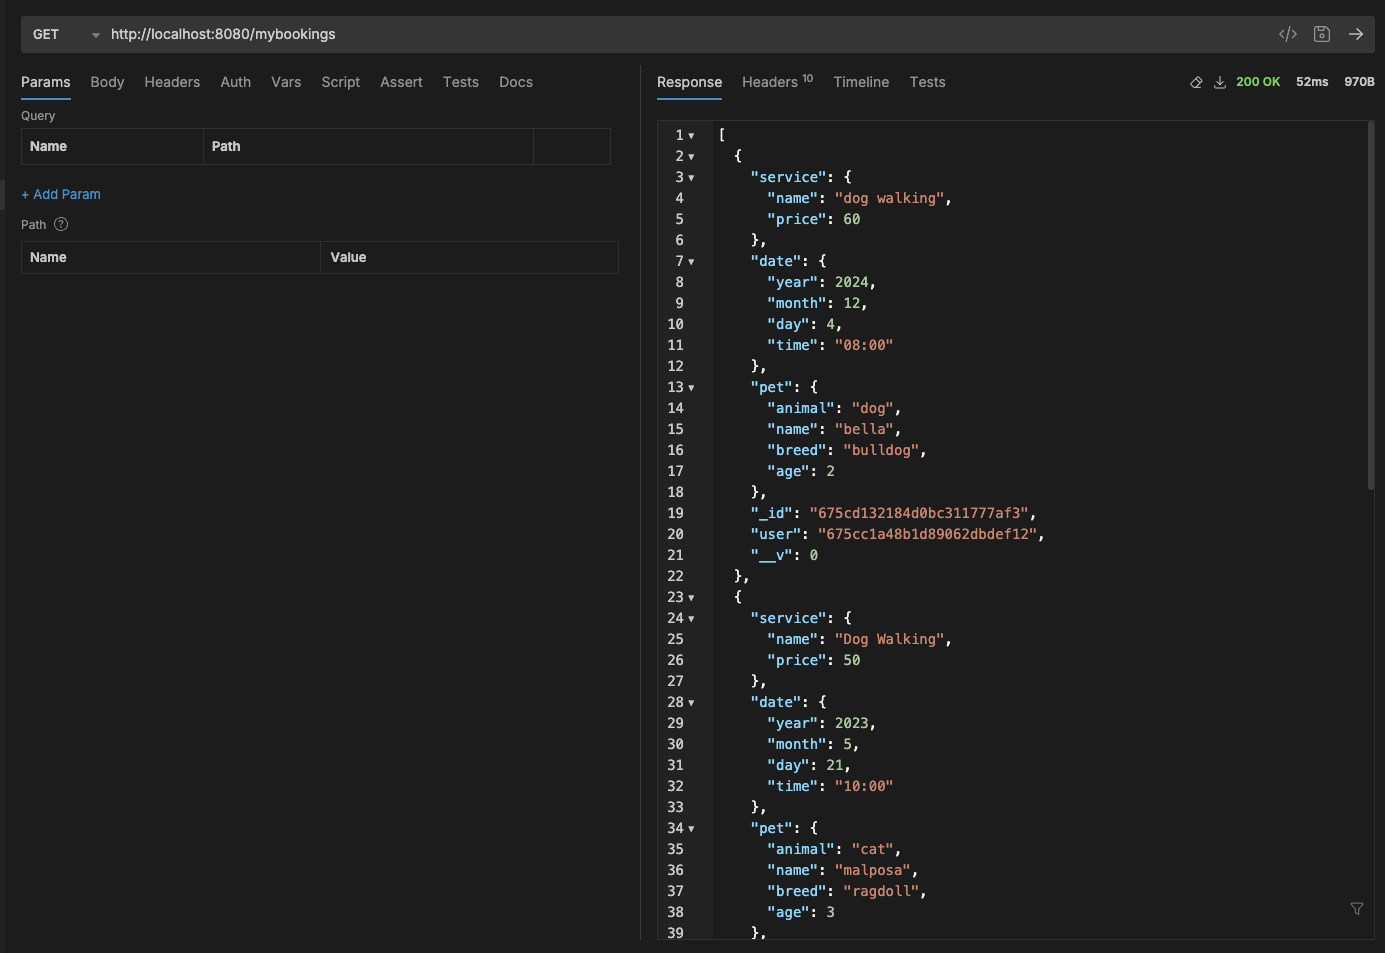 GET http://localhost:8080/mybookings </>
Params Body Headers Auth Vars Script Assert Tests Docs
Query
Name Path
+ Add Param
Path ?
Name Value
Response Headers 10 Timeline Tests 200 OK 52ms 970B
1 [
2 {
3 "service": {
4 "name": "dog walking",
5 "price": 60
6 },
7 "date": {
8 "year": 2024,
9 "month": 12,
10 "day": 4,
11 "time": "08:00"
12 },
13 "pet": {
14 "animal": "dog",
15 "name": "bella",
16 "breed": "bulldog",
17 "age": 2
18 },
19 "_id": "675cd132184d0bc311777af3",
20 "user": "675cc1a48b1d89062dbdef12",
21 "__v": 0
22 },
23 {
24 "service": {
25 "name": "Dog Walking",
26 "price": 50
27 },
28 "date": {
29 "year": 2023,
30 "month": 5,
31 "day": 21,
32 "time": "10:00"
33 },
34 "pet": {
35 "animal": "cat",
36 "name": "malposa",
37 "breed": "ragdoll",
38 "age": 3
39 },